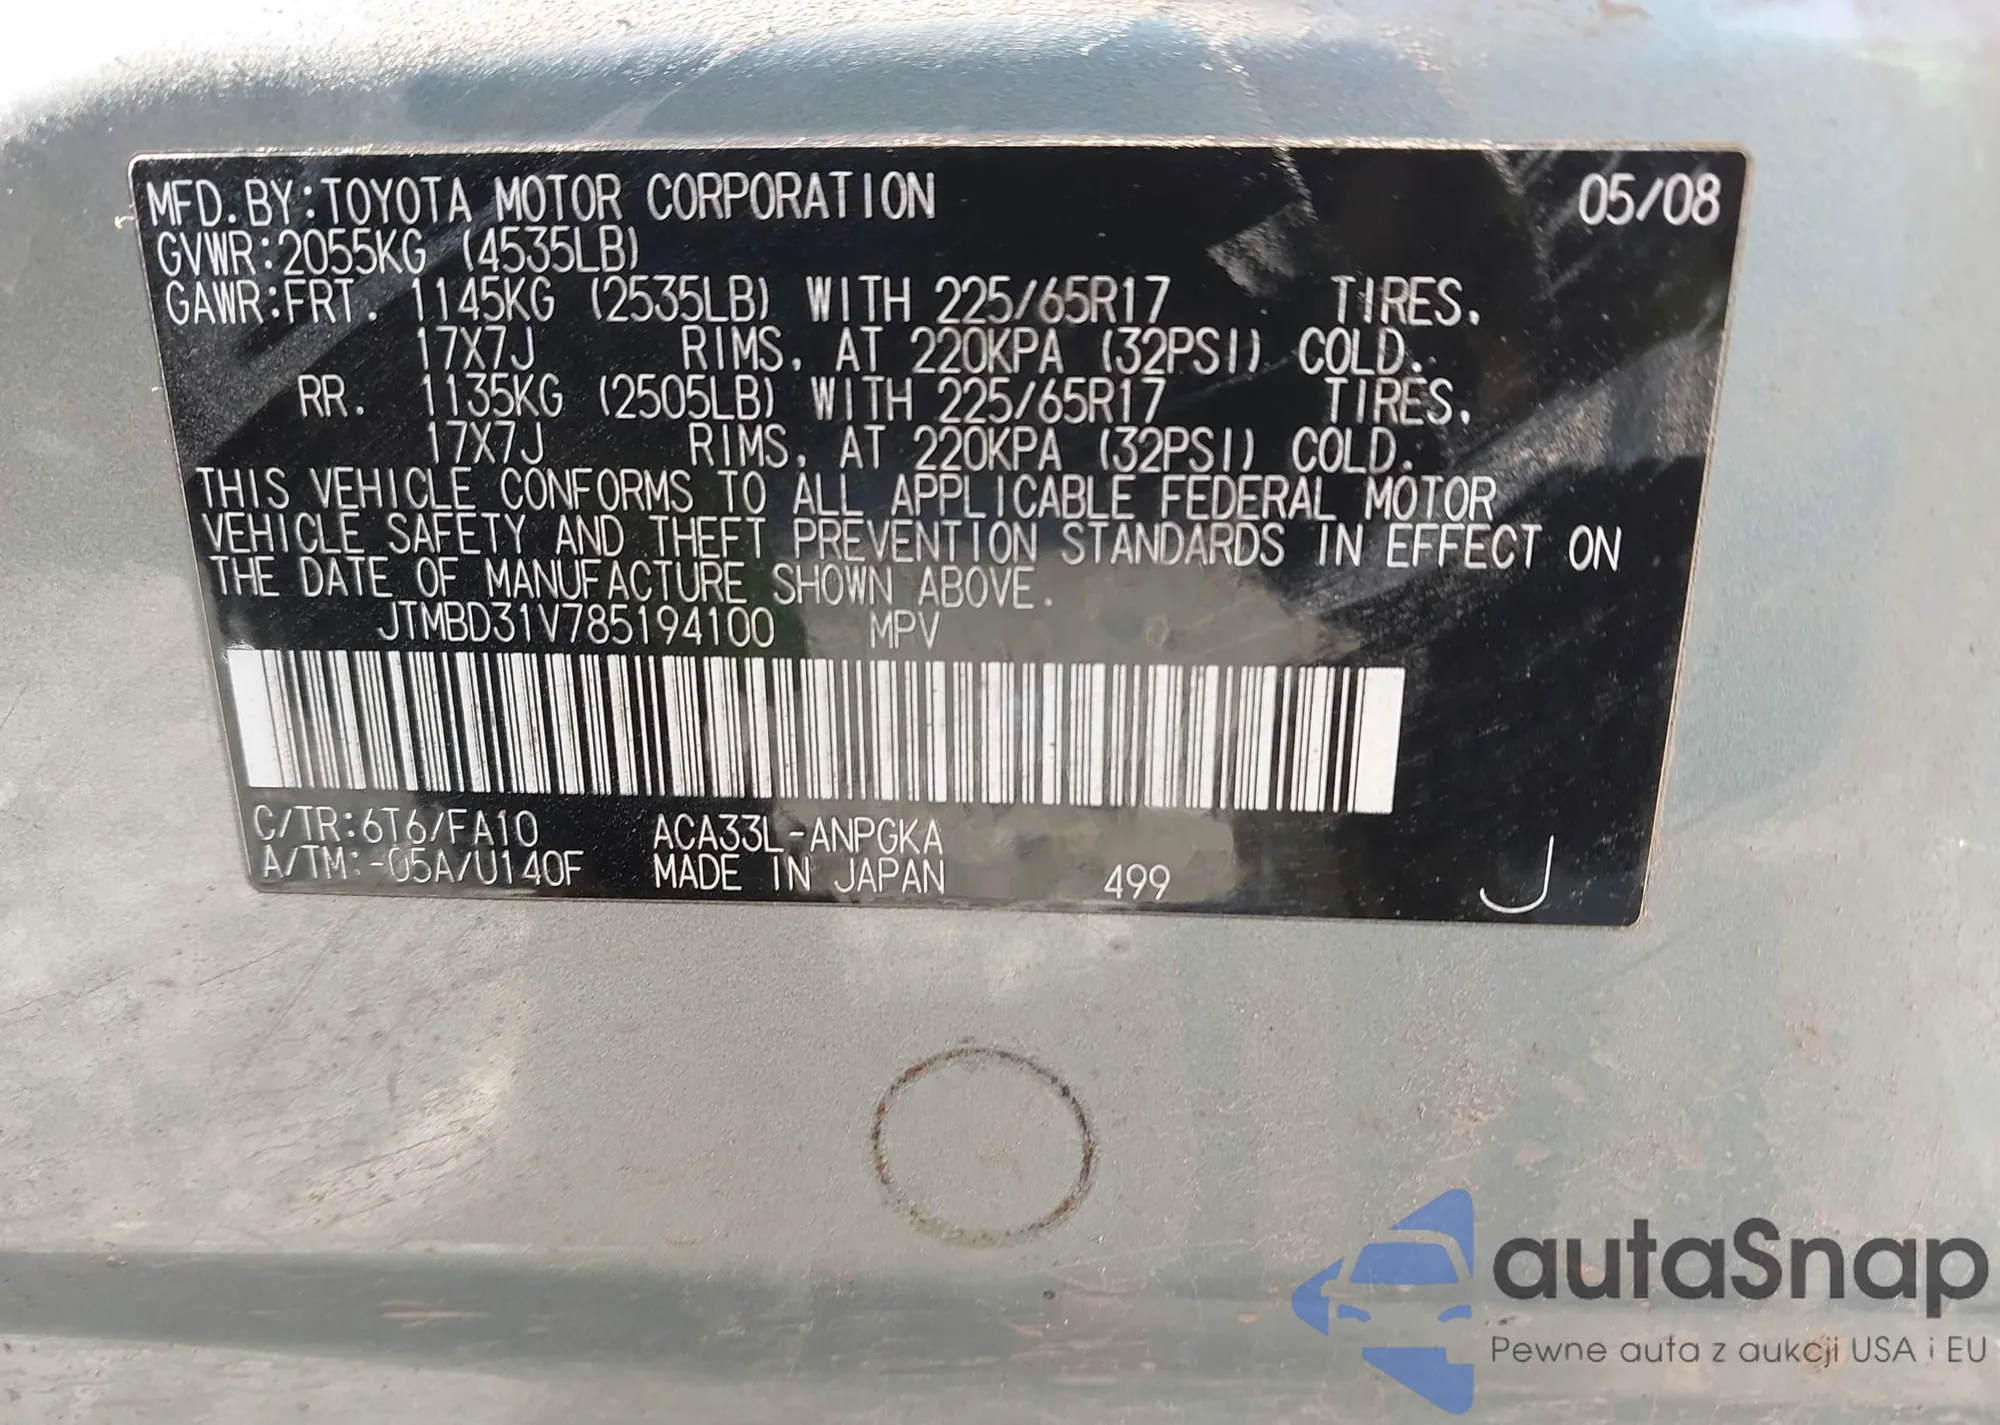 MFD.BY:TOYOTA MOTOR CORPORATION 05/08
GVWR:2055KG (4535LB)
GAWR:FRT. 1145KG (2535LB) WITH 225/65R17 TIRES.
17X7J RIMS, AT 220KPA (32PSI) COLD.
RR. 1135KG (2505LB) WITH 225/65R17 TIRES,
17X7J RIMS, AT 220KPA (32PSI) COLD.
THIS VEHICLE CONFORMS TO ALL APPLICABLE FEDERAL MOTOR
VEHICLE SAFETY AND THEFT PREVENTION STANDARDS IN EFFECT ON
THE DATE OF MANUFACTURE SHOWN ABOVE.
JTMBD31V785194100 MPV
C/TR:6T6/FA10 ACA33L-ANPGKA
A/TM:-05A/U140F MADE IN JAPAN 499 J
autaSnap
Pewne auta z aukcji USA i EU